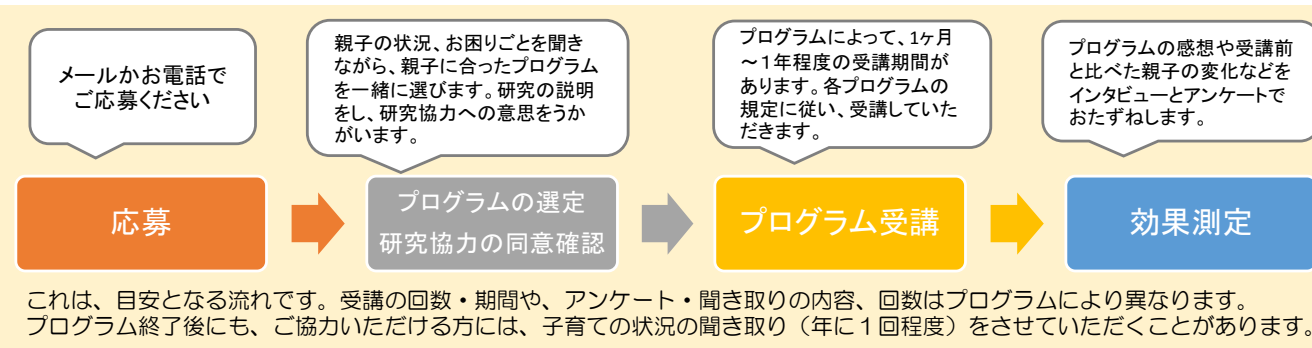 メールかお電話で
ご応募ください
親子の状況、お困りごとを聞き
ながら、親子に合ったプログラム
を一緒に選びます。研究の説明
をし、研究協力への意思をうか
がいます。
プログラムによって、1ヶ月
～1年程度の受講期間が
あります。各プログラムの
規定に従い、受講していた
だきます。
プログラムの感想や受講前
と比べた親子の変化などを
インタビューとアンケートで
おたずねします。
応募
プログラムの選定
研究協力の同意確認
プログラム受講
効果測定
これは、目安となる流れです。受講の回数・期間や、アンケート・聞き取りの内容、回数はプログラムにより異なります。
プログラム終了後にも、ご協力いただける方には、子育ての状況の聞き取り（年に１回程度）をさせていただくことがあります。